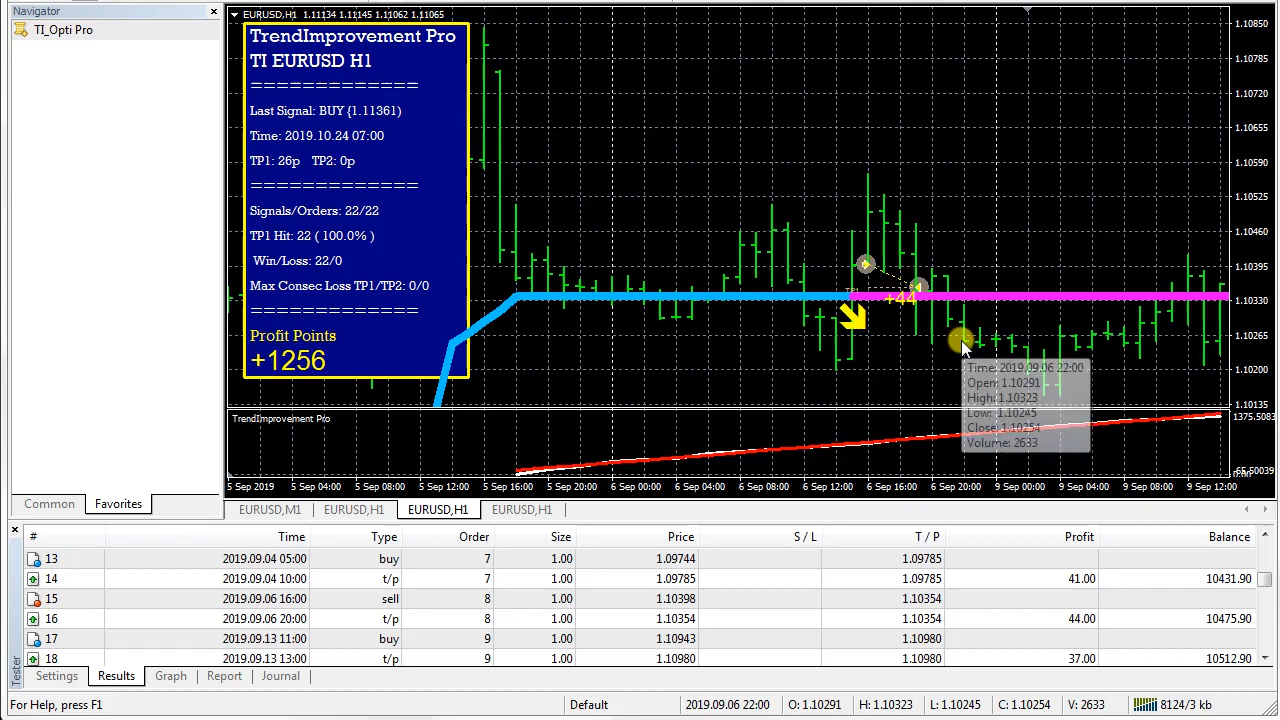 Navigator
TI_Opti Pro
Common
Favorites
EURUSD,H1 1.11134 1.11145 1.11062 1.11065
TrendImprovement Pro
TI EURUSD H1
=============
Last Signal: BUY {1.11361)
Time: 2019.10.24 07:00
TP1: 26p TP2: 0p
=============
Signals/Orders: 22/22
TP1 Hit: 22 ( 100.0% )
Win/Loss: 22/0
Max Consec Loss TP1/TP2: 0/0
=============
Profit Points
+1256
TP1
+44
Time: 2019.09.06 22:00
Open: 1.10291
High: 1.10323
Low: 1.10245
Close: 1.10254
Volume: 2633
1.10850
1.10785
1.10720
1.10655
1.10590
1.10525
1.10460
1.10395
1.10330
1.10265
1.10200
1.10135
TrendImprovement Pro
1375.5083
5 Sep 2019 5 Sep 04:00 5 Sep 08:00 5 Sep 12:00 5 Sep 16:00 5 Sep 20:00 6 Sep 00:00 6 Sep 04:00 6 Sep 08:00 6 Sep 12:00 6 Sep 16:00 6 Sep 20:00 9 Sep 00:00 9 Sep 04:00 9 Sep 08:00 9 Sep 12:00
EURUSD,M1 EURUSD,H1 EURUSD,H1 EURUSD,H1
# Time Type Order Size Price S / L T / P Profit Balance
13 2019.09.04 05:00 buy 7 1.00 1.09744 1.09785
14 2019.09.04 10:00 t/p 7 1.00 1.09785 1.09785 41.00 10431.90
15 2019.09.06 16:00 sell 8 1.00 1.10398 1.10354
16 2019.09.06 20:00 t/p 8 1.00 1.10354 1.10354 44.00 10475.90
17 2019.09.13 11:00 buy 9 1.00 1.10943 1.10980
18 2019.09.13 13:00 t/p 9 1.00 1.10980 1.10980 37.00 10512.90
Tester
Settings Results Graph Report Journal
For Help, press F1 Default 2019.09.06 22:00 O: 1.10291 H: 1.10323 L: 1.10245 C: 1.10254 V: 2633 8124/3 kb